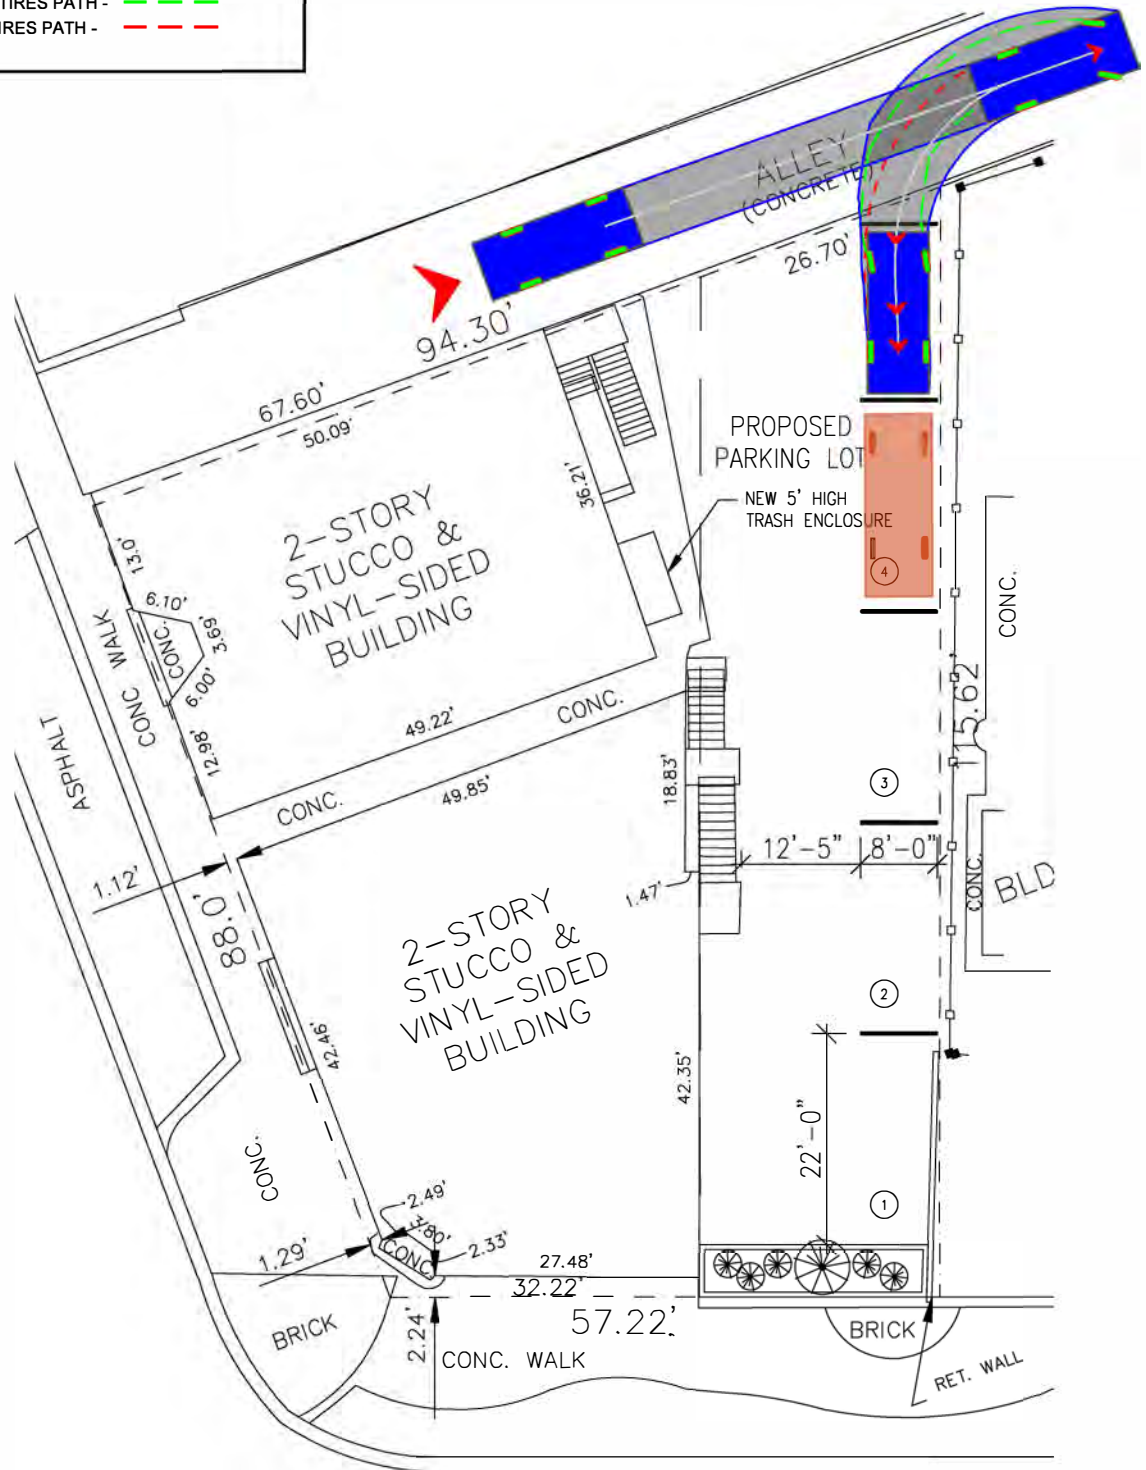 TIRES PATH -
IRES PATH -
ALLEY
(CONCRETE)
26.70'
94.30'
67.60'
50.09'
PROPOSED
PARKING LOT
NEW 5' HIGH
TRASH ENCLOSURE
36.21'
2-STORY
STUCCO &
VINYL-SIDED
BUILDING
13.0'
6.10'
3.69'
CONC.
6.00'
CONC WALK
12.98'
ASPHALT
4
CONC.
5.62'
49.22'
CONC.
CONC.
49.85'
18.83'
3
12'-5"
8'-0"
1.12'
88.0'
1.47'
CONC.
BLD
2-STORY
STUCCO &
VINYL-SIDED
BUILDING
2
42.46'
42.35'
22'-0"
CONC.
1
2.49'
3.80'
CONC
2.33'
1.29'
27.48'
32.22'
57.22'
BRICK
2.24'
CONC. WALK
BRICK
RET. WALL